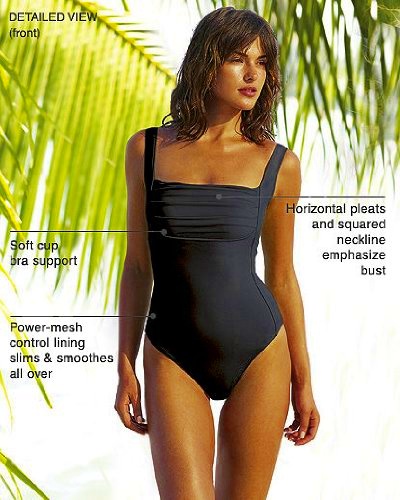 DETAILED VIEW
(front)
Horizontal pleats
and squared
neckline
emphasize
bust
Soft cup
bra support
Power-mesh
control lining
slims & smoothes
all over